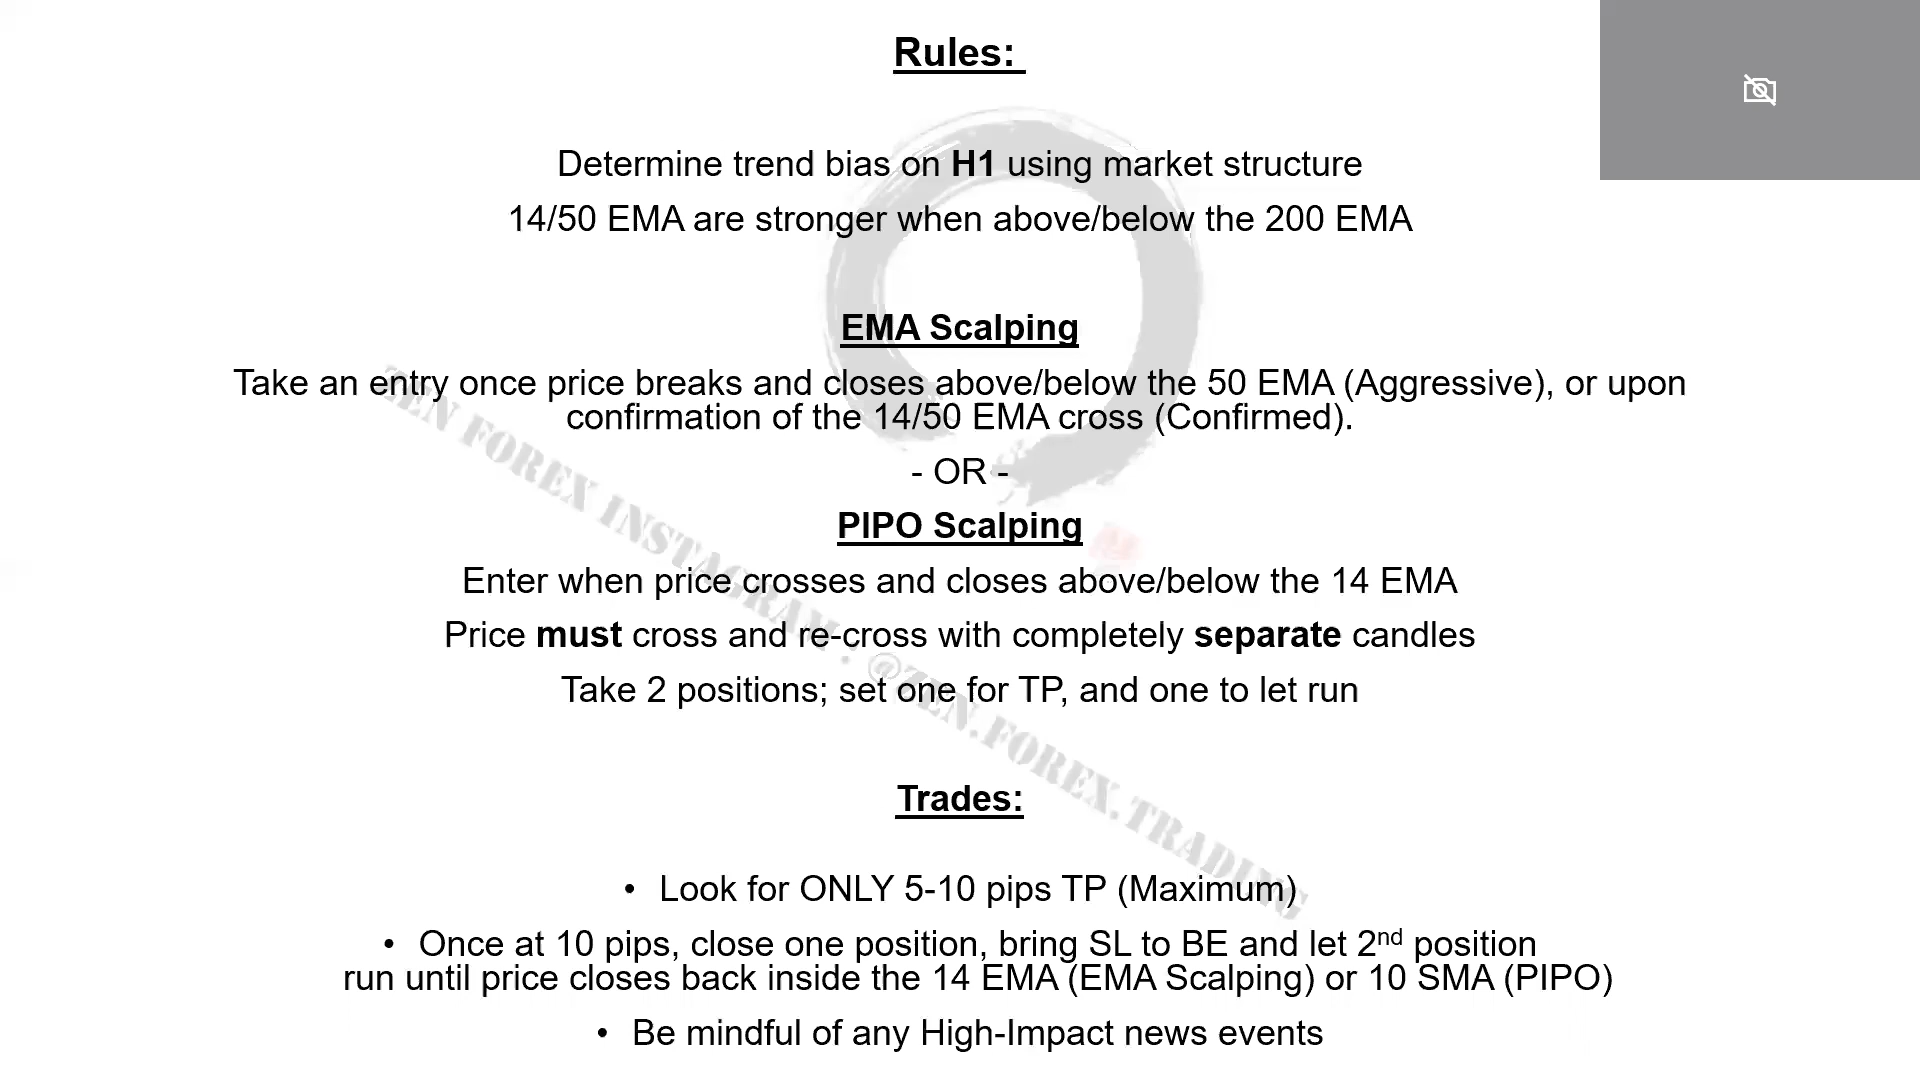 Rules:
Determine trend bias on H1 using market structure
14/50 EMA are stronger when above/below the 200 EMA
EMA Scalping
Take an entry once price breaks and closes above/below the 50 EMA (Aggressive), or upon
confirmation of the 14/50 EMA cross (Confirmed).
- OR -
PIPO Scalping
Enter when price crosses and closes above/below the 14 EMA
Price must cross and re-cross with completely separate candles
Take 2 positions; set one for TP, and one to let run
ZEN FOREX INSTAGRAM : @ZEN.FOREX.TRADING
Trades:
• Look for ONLY 5-10 pips TP (Maximum)
• Once at 10 pips, close one position, bring SL to BE and let 2nd position
run until price closes back inside the 14 EMA (EMA Scalping) or 10 SMA (PIPO)
• Be mindful of any High-Impact news events